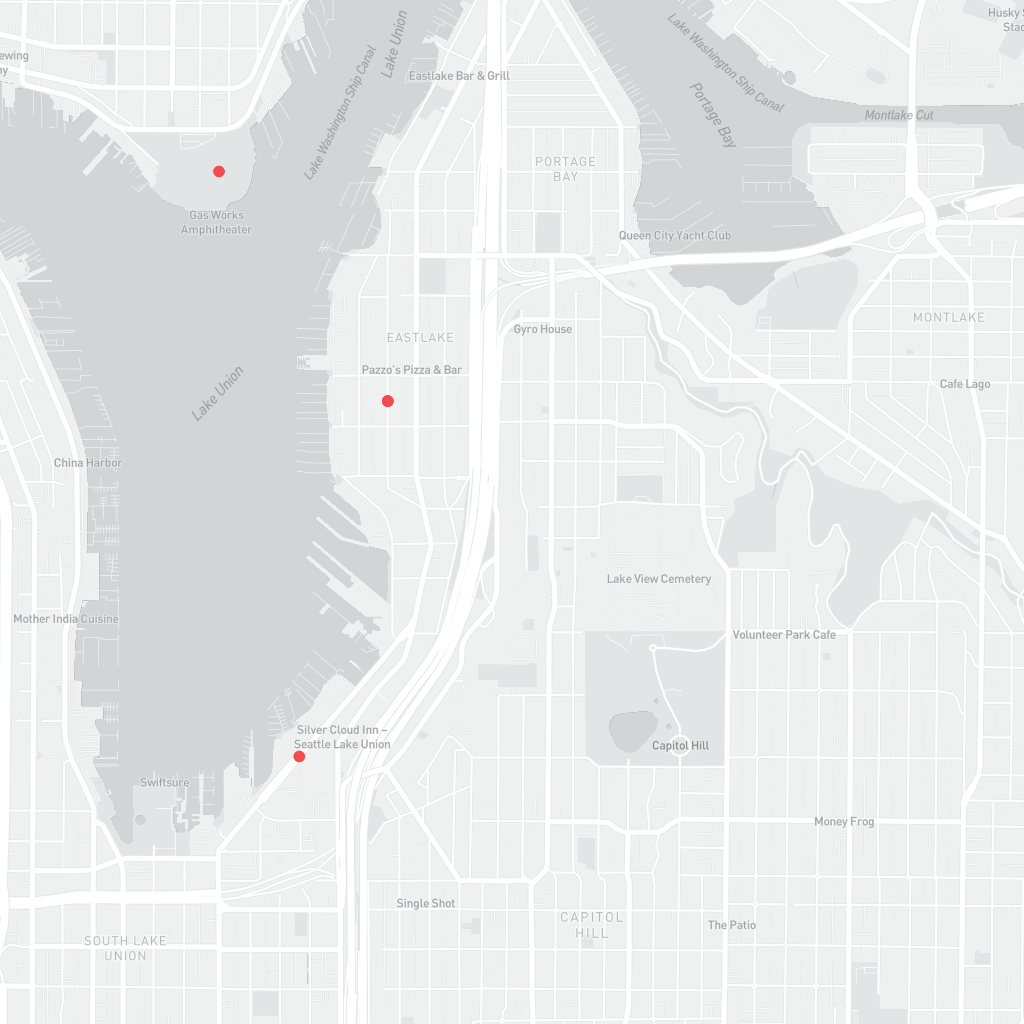 Lake Union
Lake Washington Ship Canal
Eastlake Bar & Grill
Lake Washington Ship Canal
Portage Bay
Husky
Montlake Cut
PORTAGE
BAY
Gas Works
Amphitheater
Queen City Yacht Club
EASTLAKE
Gyro House
MONTLAKE
Pazzo's Pizza & Bar
Cafe Lago
Lake Union
China Harbor
Lake View Cemetery
Mother India Cuisine
Volunteer Park Cafe
Silver Cloud Inn –
Seattle Lake Union
Capitol Hill
Swiftsure
Money Frog
Single Shot
CAPITOL
HILL
The Patio
SOUTH LAKE
UNION